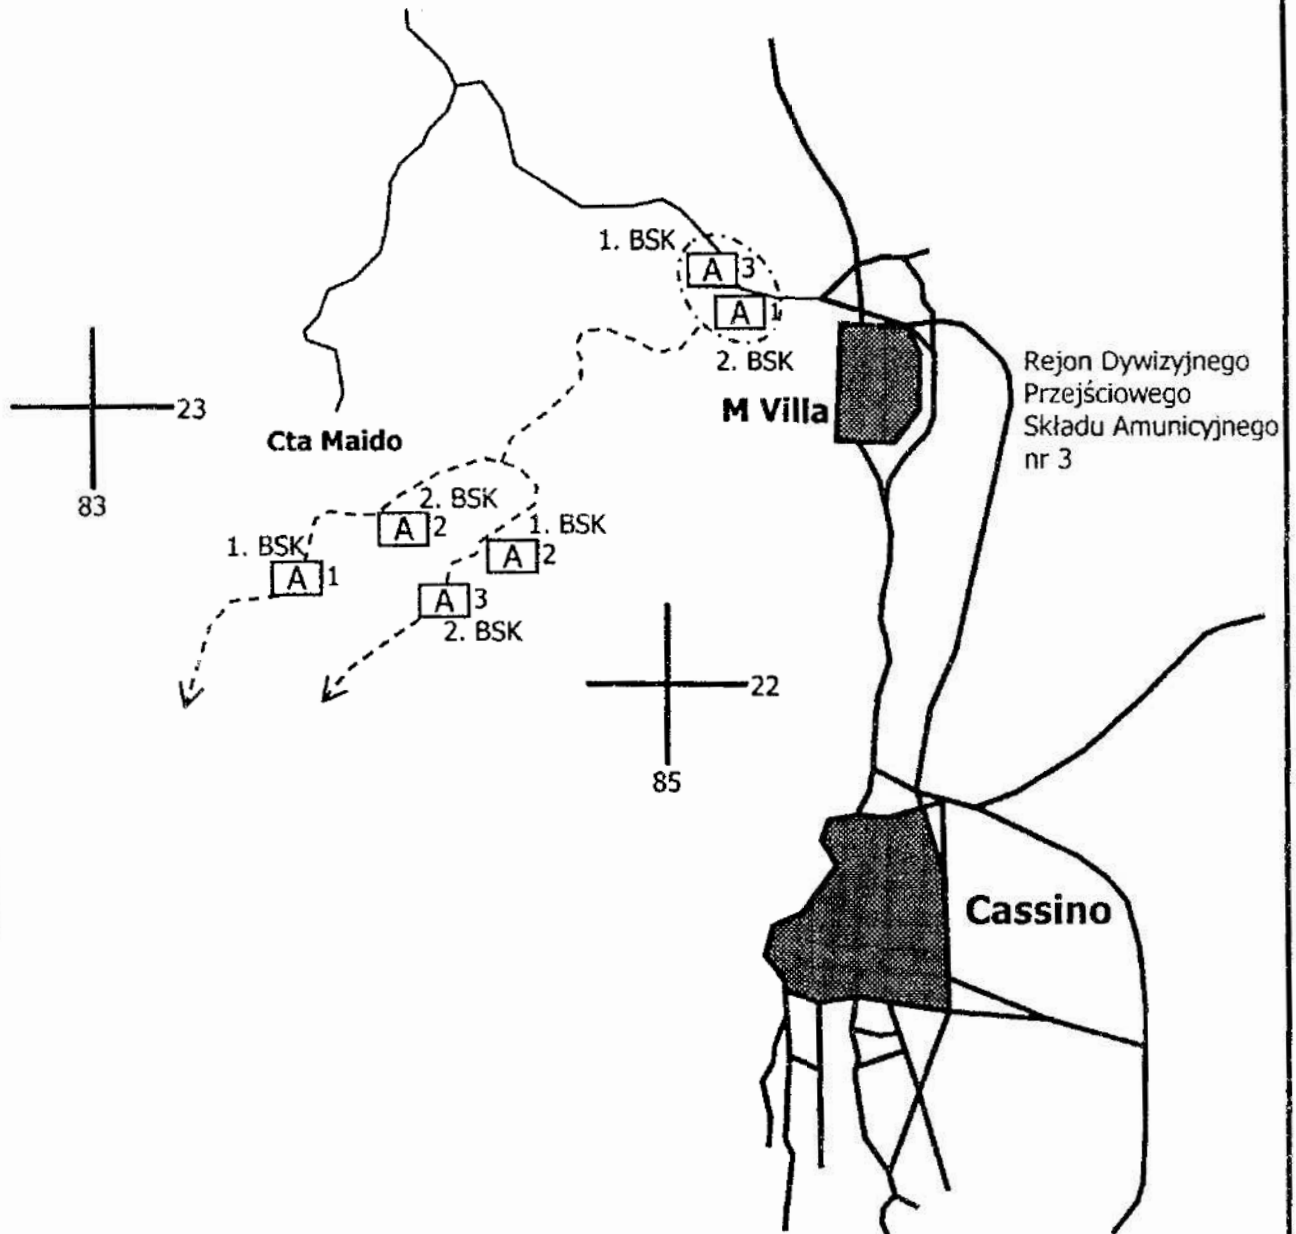 1. BSK
A 3
A 1
2. BSK
Rejon Dywizyjnego
Przejściowego
Składu Amunicyjnego
nr 3
M Villa
23
83
Cta Maido
2. BSK
A 2
1. BSK
A 2
1. BSK
A 1
A 3
2. BSK
22
85
Cassino